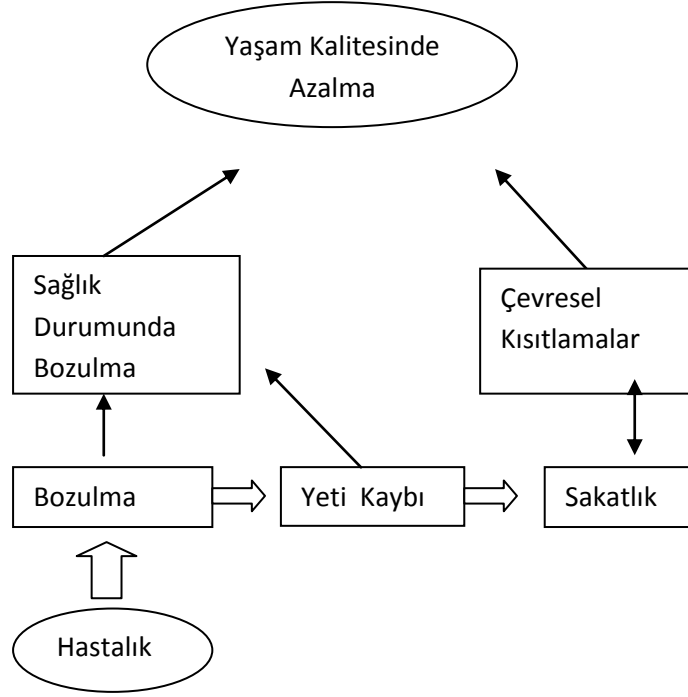 Yaşam Kalitesinde
Azalma
Sağlık
Durumunda
Bozulma
Çevresel
Kısıtlamalar
Bozulma
Yeti Kaybı
Sakatlık
Hastalık